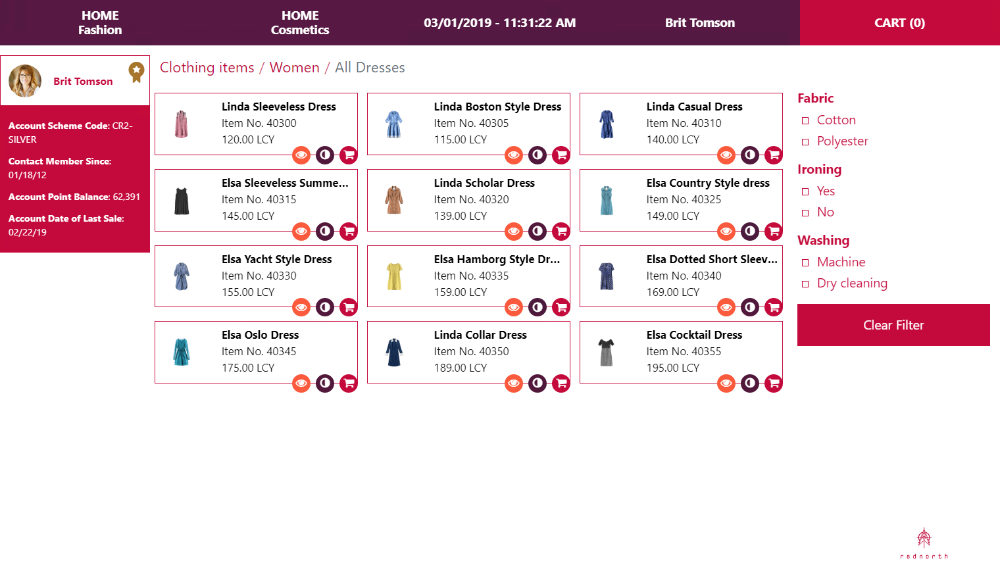 HOME
Fashion
HOME
Cosmetics
03/01/2019 - 11:31:22 AM
Brit Tomson
CART (0)
Brit Tomson
Account Scheme Code: CR2-
SILVER
Contact Member Since:
01/18/12
Account Point Balance: 62,391
Account Date of Last Sale:
02/22/19
Clothing items / Women / All Dresses
Linda Sleeveless Dress
Item No. 40300
120.00 LCY
Linda Boston Style Dress
Item No. 40305
115.00 LCY
Linda Casual Dress
Item No. 40310
140.00 LCY
Elsa Sleeveless Summe...
Item No. 40315
145.00 LCY
Linda Scholar Dress
Item No. 40320
139.00 LCY
Elsa Country Style dress
Item No. 40325
149.00 LCY
Elsa Yacht Style Dress
Item No. 40330
155.00 LCY
Elsa Hamborg Style Dr...
Item No. 40335
159.00 LCY
Elsa Dotted Short Sleev...
Item No. 40340
169.00 LCY
Elsa Oslo Dress
Item No. 40345
175.00 LCY
Linda Collar Dress
Item No. 40350
189.00 LCY
Elsa Cocktail Dress
Item No. 40355
195.00 LCY
Fabric
Cotton
Polyester
Ironing
Yes
No
Washing
Machine
Dry cleaning
Clear Filter
rednorth